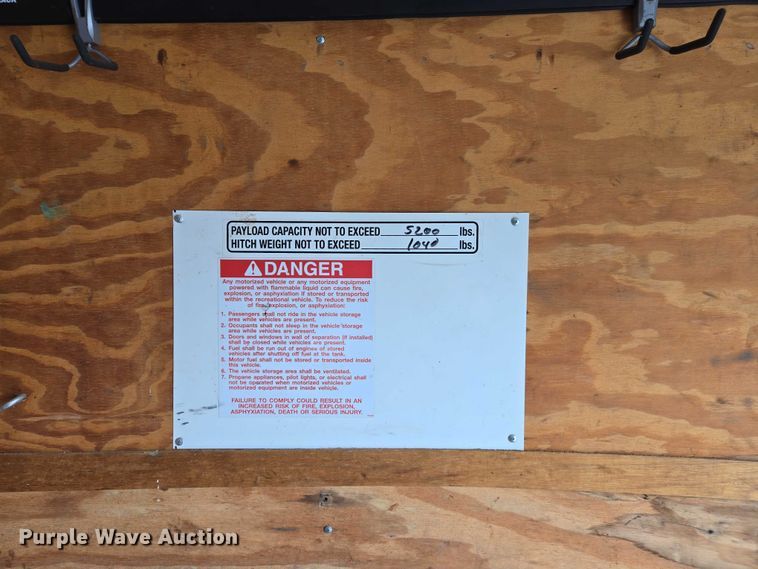 PAYLOAD CAPACITY NOT TO EXCEED 5200 lbs.
HITCH WEIGHT NOT TO EXCEED 1040 lbs.
DANGER
Any motorized vehicle or any motorized equipment
powered with flammable liquid can cause fire,
explosion, or asphyxiation if stored or transported
within the recreational vehicle. To reduce the risk
of fire, explosion, or asphyxiation:
1. Passengers shall not ride in the vehicle storage
area while vehicles are present.
2. Occupants shall not sleep in the vehicle storage
area while vehicles are present.
3. Doors and windows in wall of separation (if installed)
shall be closed while vehicles are present.
4. Fuel shall be run out of engines of stored
vehicles after shutting off fuel at the tank.
5. Motor fuel shall not be stored or transported inside
this vehicle.
6. The vehicle storage area shall be ventilated.
7. Propane appliances, pilot lights, or electrical shall
not be operated when motorized vehicles or
motorized equipment are inside vehicle.
FAILURE TO COMPLY COULD RESULT IN AN
INCREASED RISK OF FIRE, EXPLOSION,
ASPHYXIATION, DEATH OR SERIOUS INJURY.
Purple Wave Auction